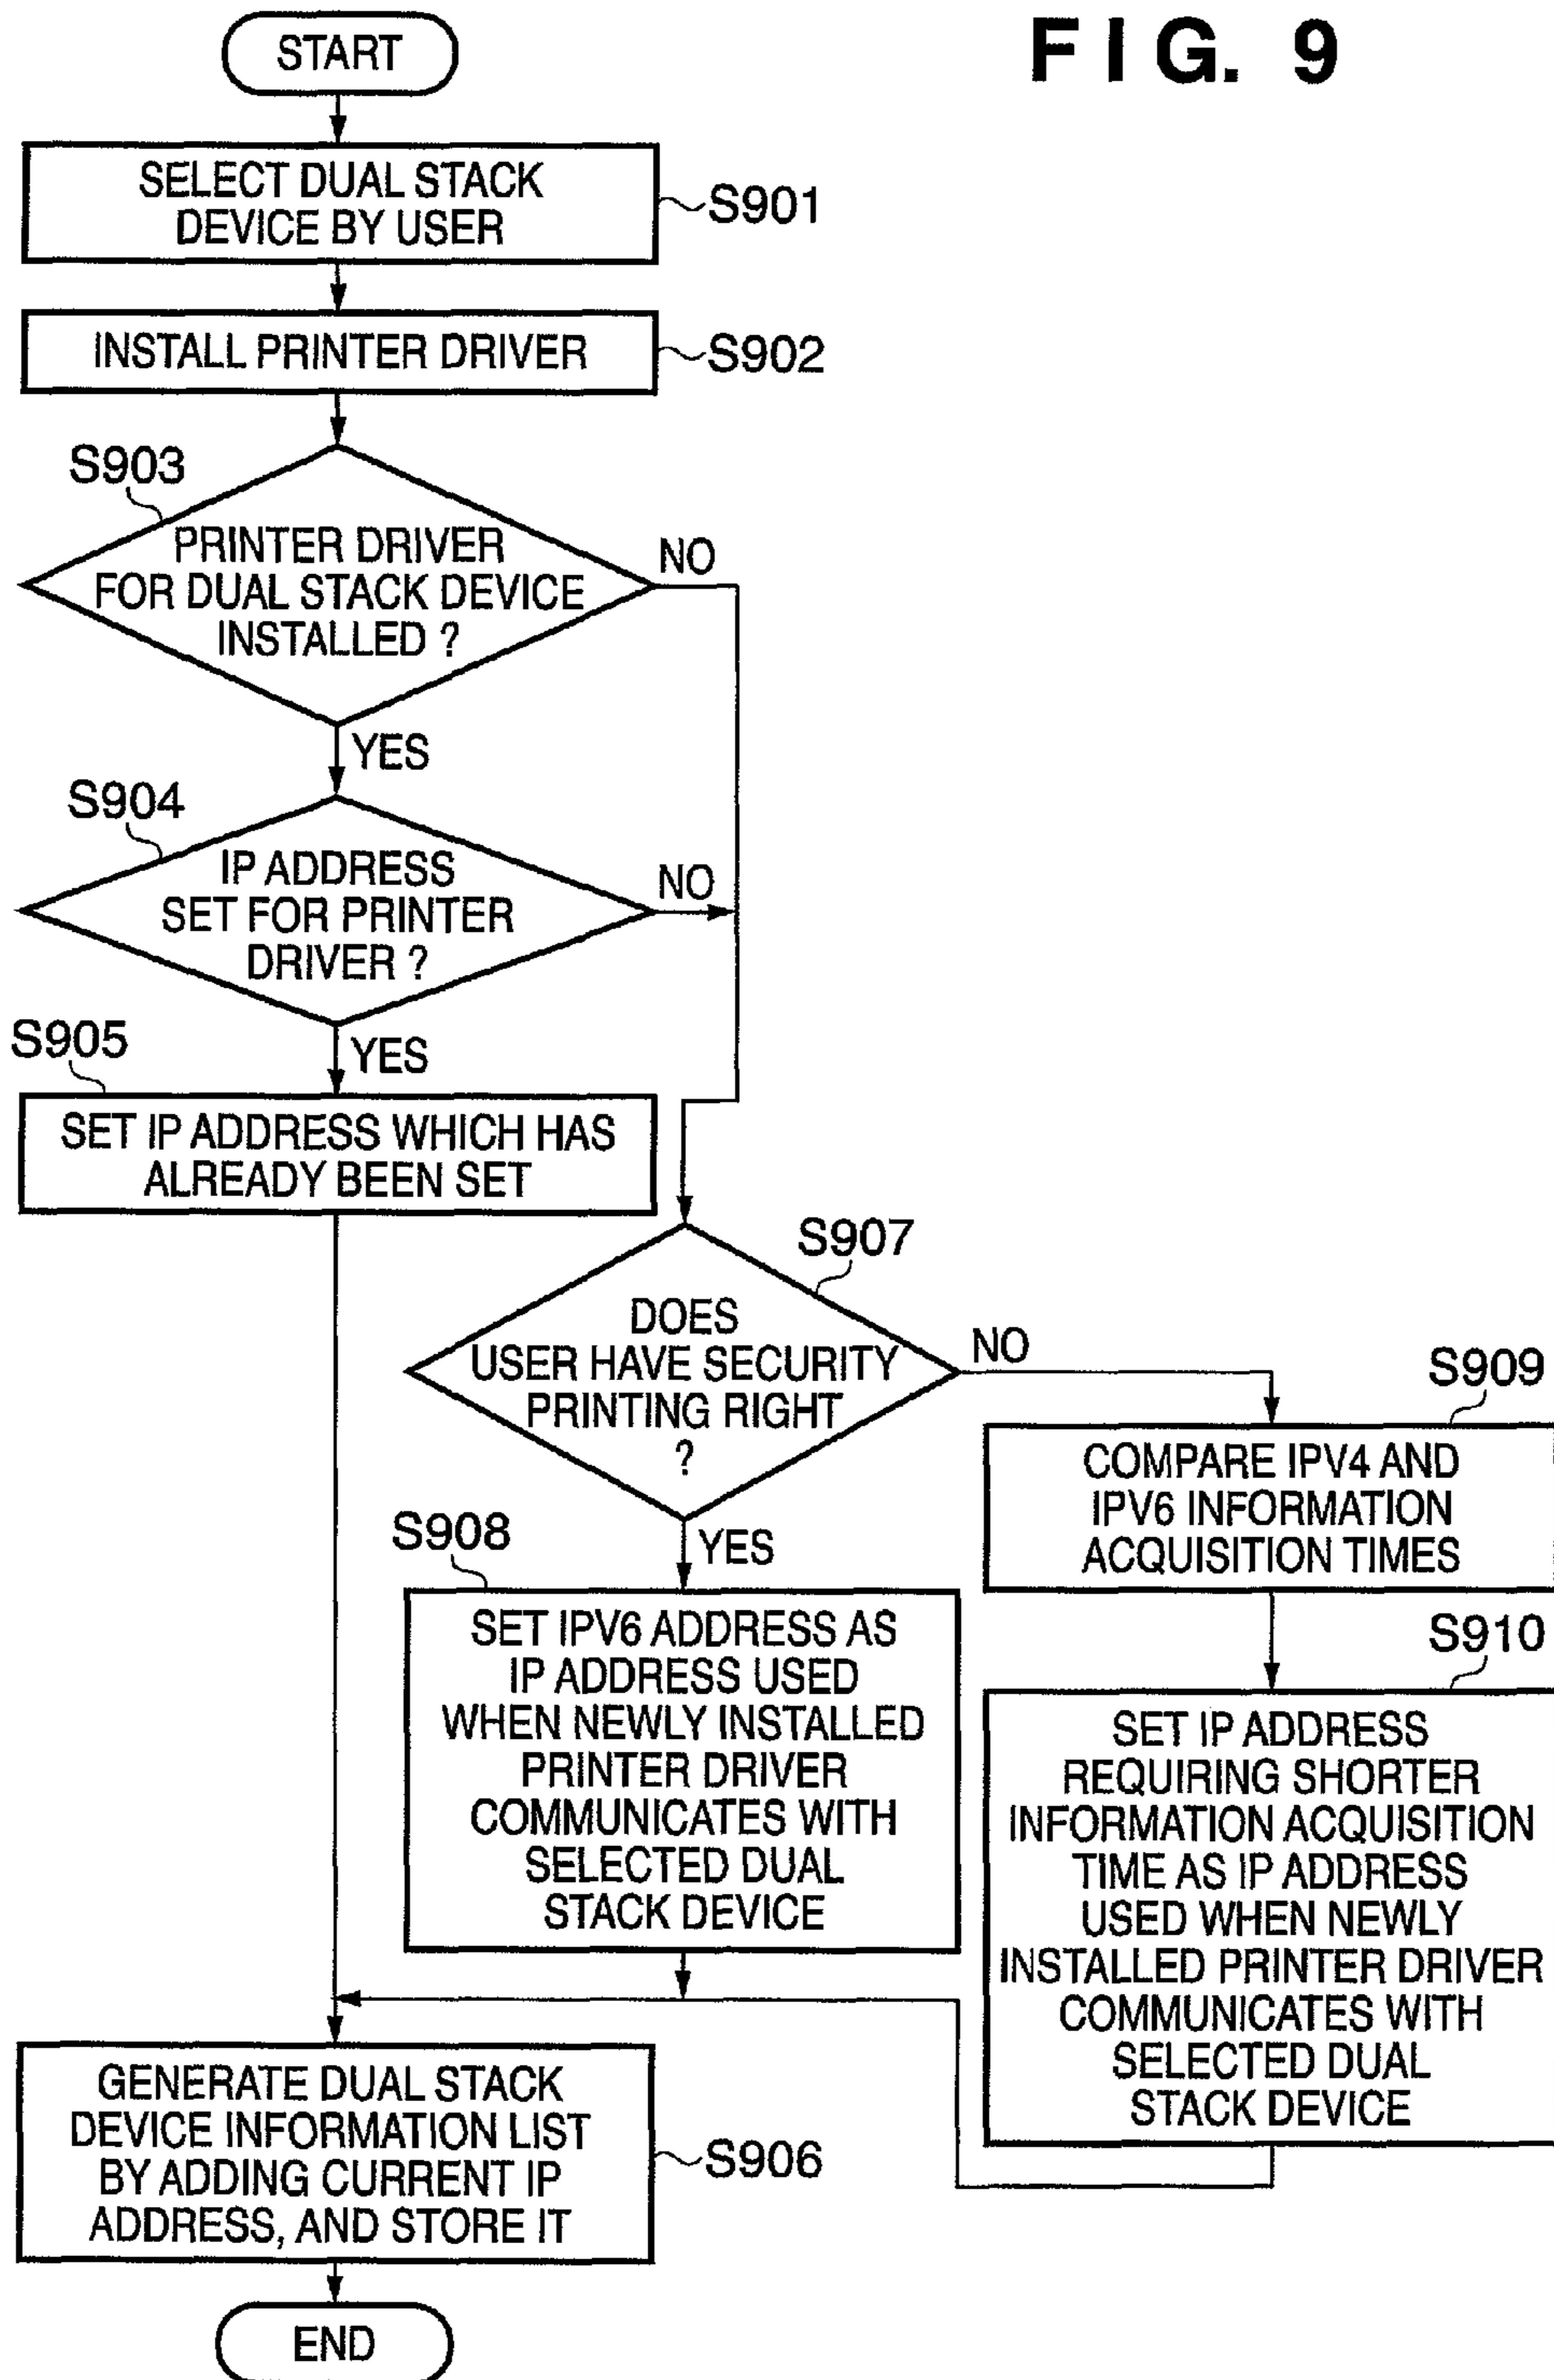 FIG. 9
START
SELECT DUAL STACK
DEVICE BY USER
S901
INSTALL PRINTER DRIVER
S902
S903
PRINTER DRIVER
FOR DUAL STACK DEVICE
INSTALLED ?
NO
YES
S904
IP ADDRESS
SET FOR PRINTER
DRIVER ?
NO
YES
S905
SET IP ADDRESS WHICH HAS
ALREADY BEEN SET
S907
DOES
USER HAVE SECURITY
PRINTING RIGHT
?
NO
YES
S909
COMPARE IPV4 AND
IPV6 INFORMATION
ACQUISITION TIMES
S908
SET IPV6 ADDRESS AS
IP ADDRESS USED
WHEN NEWLY INSTALLED
PRINTER DRIVER
COMMUNICATES WITH
SELECTED DUAL
STACK DEVICE
S910
SET IP ADDRESS
REQUIRING SHORTER
INFORMATION ACQUISITION
TIME AS IP ADDRESS
USED WHEN NEWLY
INSTALLED PRINTER DRIVER
COMMUNICATES WITH
SELECTED DUAL
STACK DEVICE
GENERATE DUAL STACK
DEVICE INFORMATION LIST
BY ADDING CURRENT IP
ADDRESS, AND STORE IT
S906
END